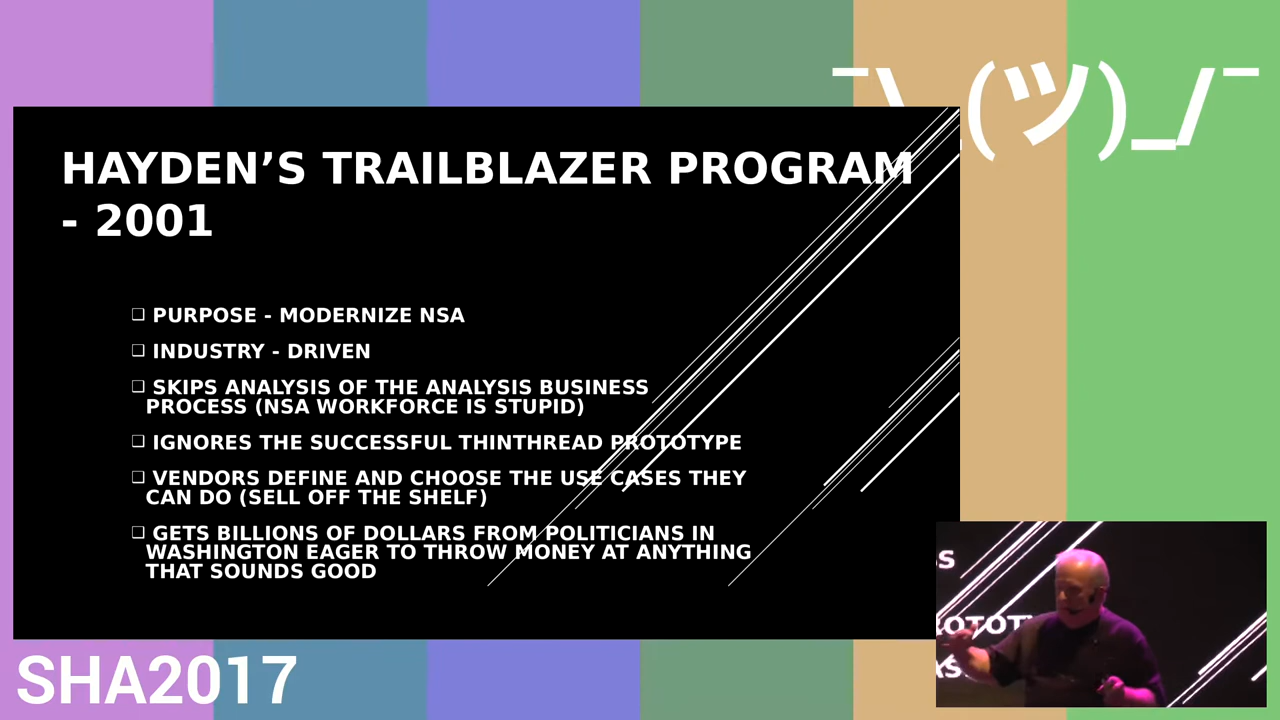 ¯\_(ツ)_/¯
HAYDEN’S TRAILBLAZER PROGRAM
- 2001
❑ PURPOSE - MODERNIZE NSA
❑ INDUSTRY - DRIVEN
❑ SKIPS ANALYSIS OF THE ANALYSIS BUSINESS
PROCESS (NSA WORKFORCE IS STUPID)
❑ IGNORES THE SUCCESSFUL THINTHREAD PROTOTYPE
❑ VENDORS DEFINE AND CHOOSE THE USE CASES THEY
CAN DO (SELL OFF THE SHELF)
❑ GETS BILLIONS OF DOLLARS FROM POLITICIANS IN
WASHINGTON EAGER TO THROW MONEY AT ANYTHING
THAT SOUNDS GOOD
SHA2017